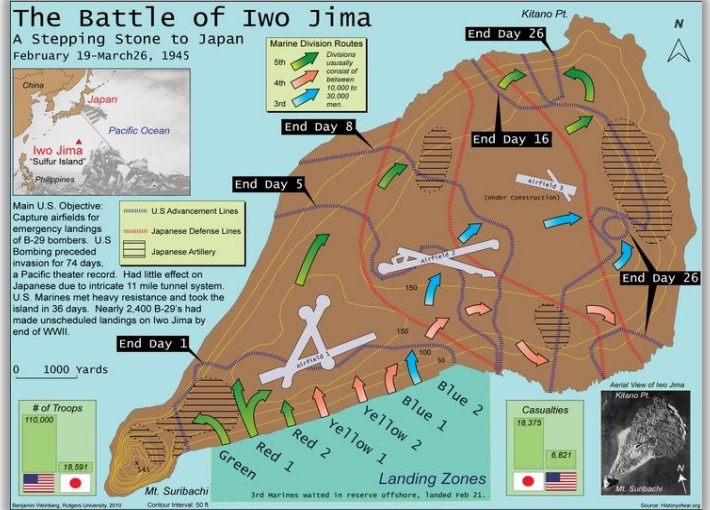 The Battle of Iwo Jima
A Stepping Stone to Japan
February 19-March26, 1945
China
Japan
Pacific Ocean
Iwo Jima
"Sulfur Island"
Philippines
Marine Division Routes
5th
4th
3rd
Divisions
ususally
consist of
between
10,000 to
30,000
men.
Kitano Pt.
N
End Day 26
End Day 16
End Day 8
End Day 5
Airfield 3
(Under Construction)
Main U.S. Objective:
Capture airfields for
emergency landings
of B-29 bombers. U.S
Bombing preceded
invasion for 74 days,
a Pacific theater record. Had little effect on
Japanese due to intricate 11 mile tunnel system.
U.S. Marines met heavy resistance and took the
island in 36 days. Nearly 2,400 B-29's had
made unscheduled landings on Iwo Jima by
end of WWII.
U.S Advancement Lines
Japanese Defense Lines
Japanese Artillery
Airfield 2
150
End Day 26
End Day 1
Airfield 1
150
100
50
0 1000 Yards
# of Troops
110,000
18,591
x
545
Green
Red 1
Red 2
Yellow 1
Yellow 2
Blue 1
Blue 2
Landing Zones
3rd Marines waited in reserve offshore, landed Feb 21.
Mt. Suribachi
Casualties
18,375
6,821
Aerial View of Iwo Jima
Kitano Pt.
Mt. Suribachi
N
Benjamin Weinberg, Rutgers University, 2010
Contour Interval: 50 ft
Source: Historyofwar.org